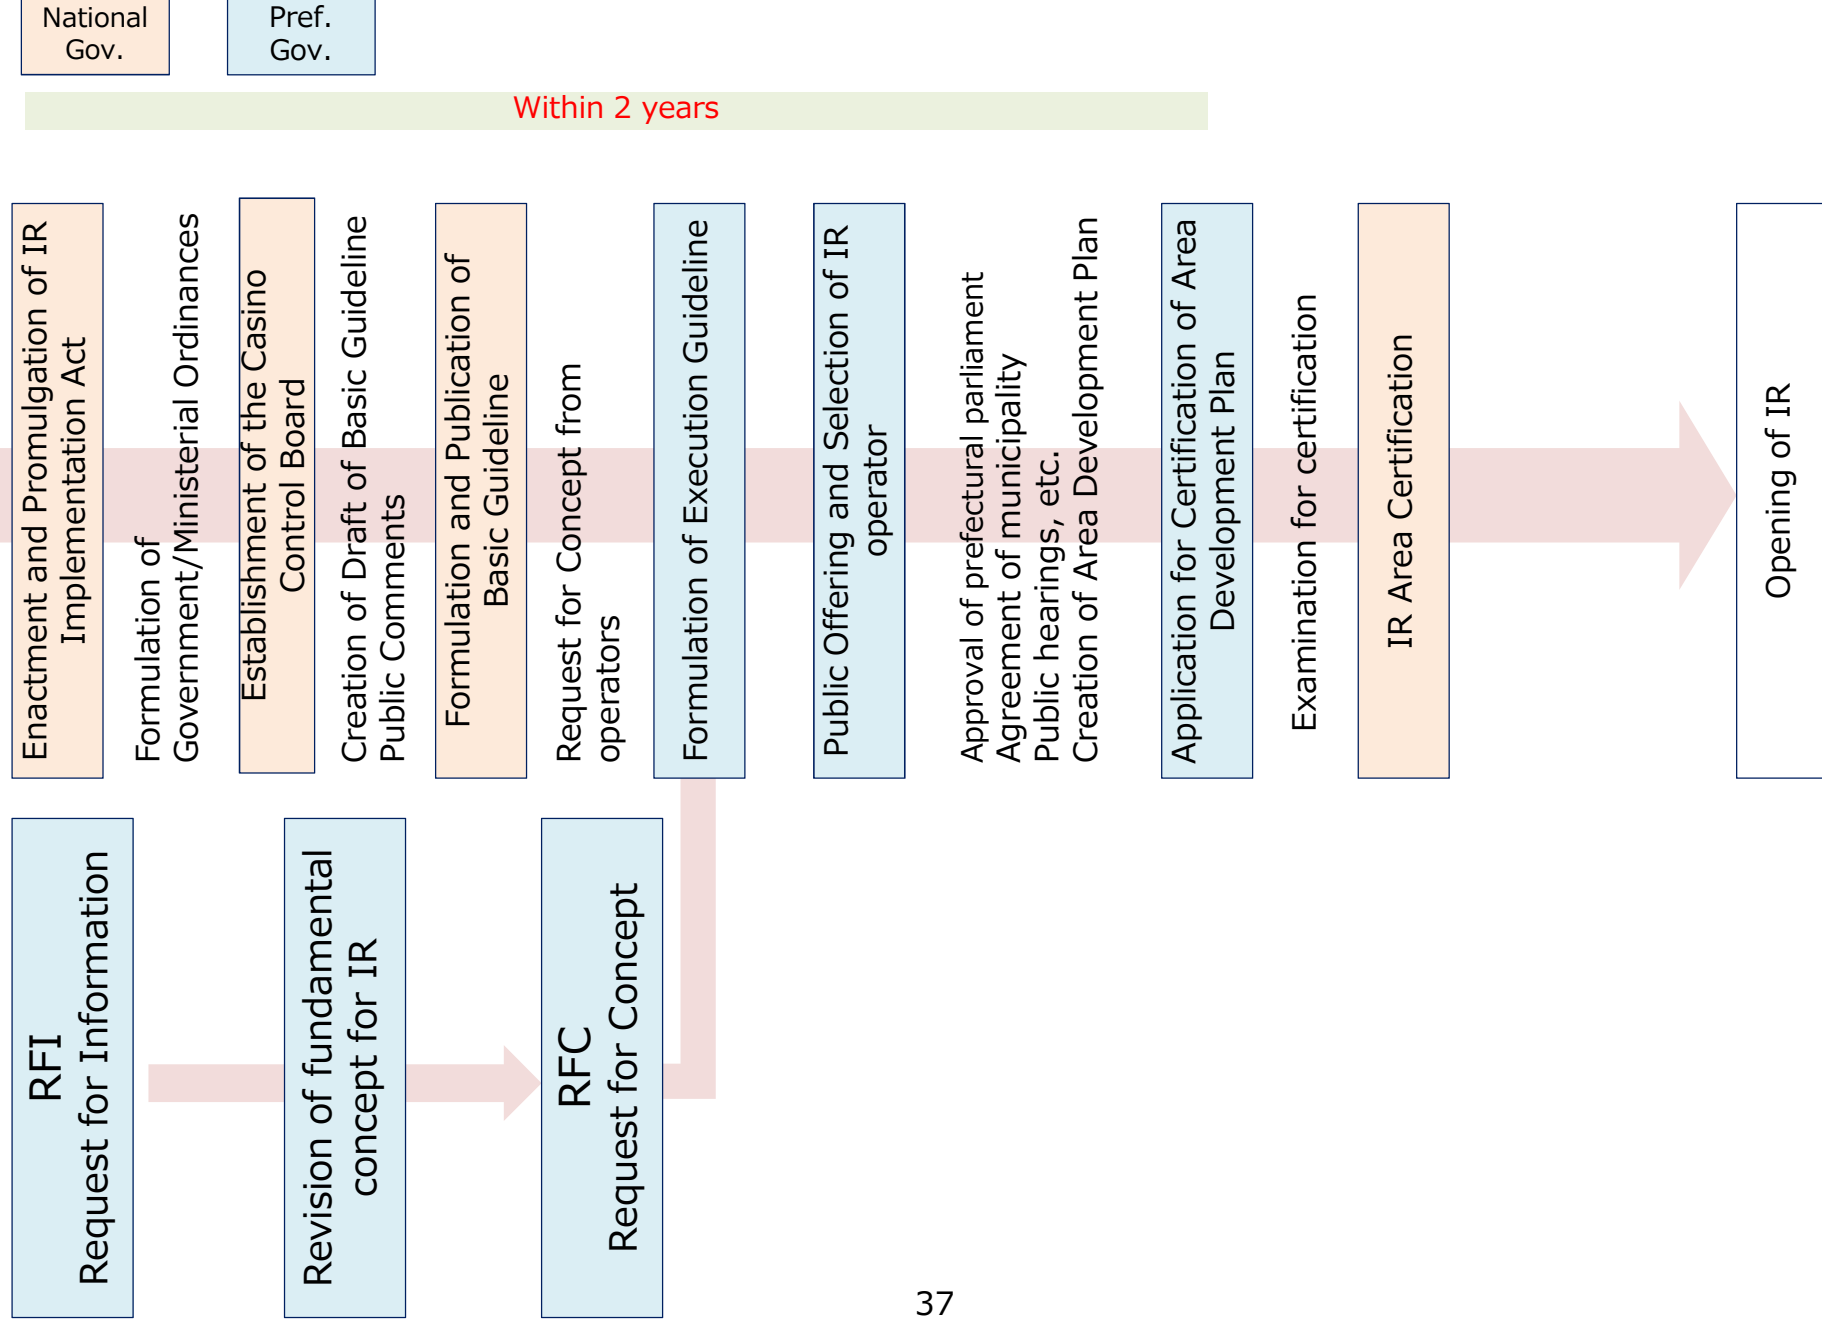 National
Gov.
Pref.
Gov.
Within 2 years
Enactment and Promulgation of IR
Implementation Act
Formulation of
Government/Ministerial Ordinances
Establishment of the Casino
Control Board
Creation of Draft of Basic Guideline
Public Comments
Formulation and Publication of
Basic Guideline
Request for Concept from
operators
Formulation of Execution Guideline
Public Offering and Selection of IR
operator
Approval of prefectural parliament
Agreement of municipality
Public hearings, etc.
Creation of Area Development Plan
Application for Certification of Area
Development Plan
Examination for certification
IR Area Certification
Opening of IR
RFI
Request for Information
Revision of fundamental
concept for IR
RFC
Request for Concept
37